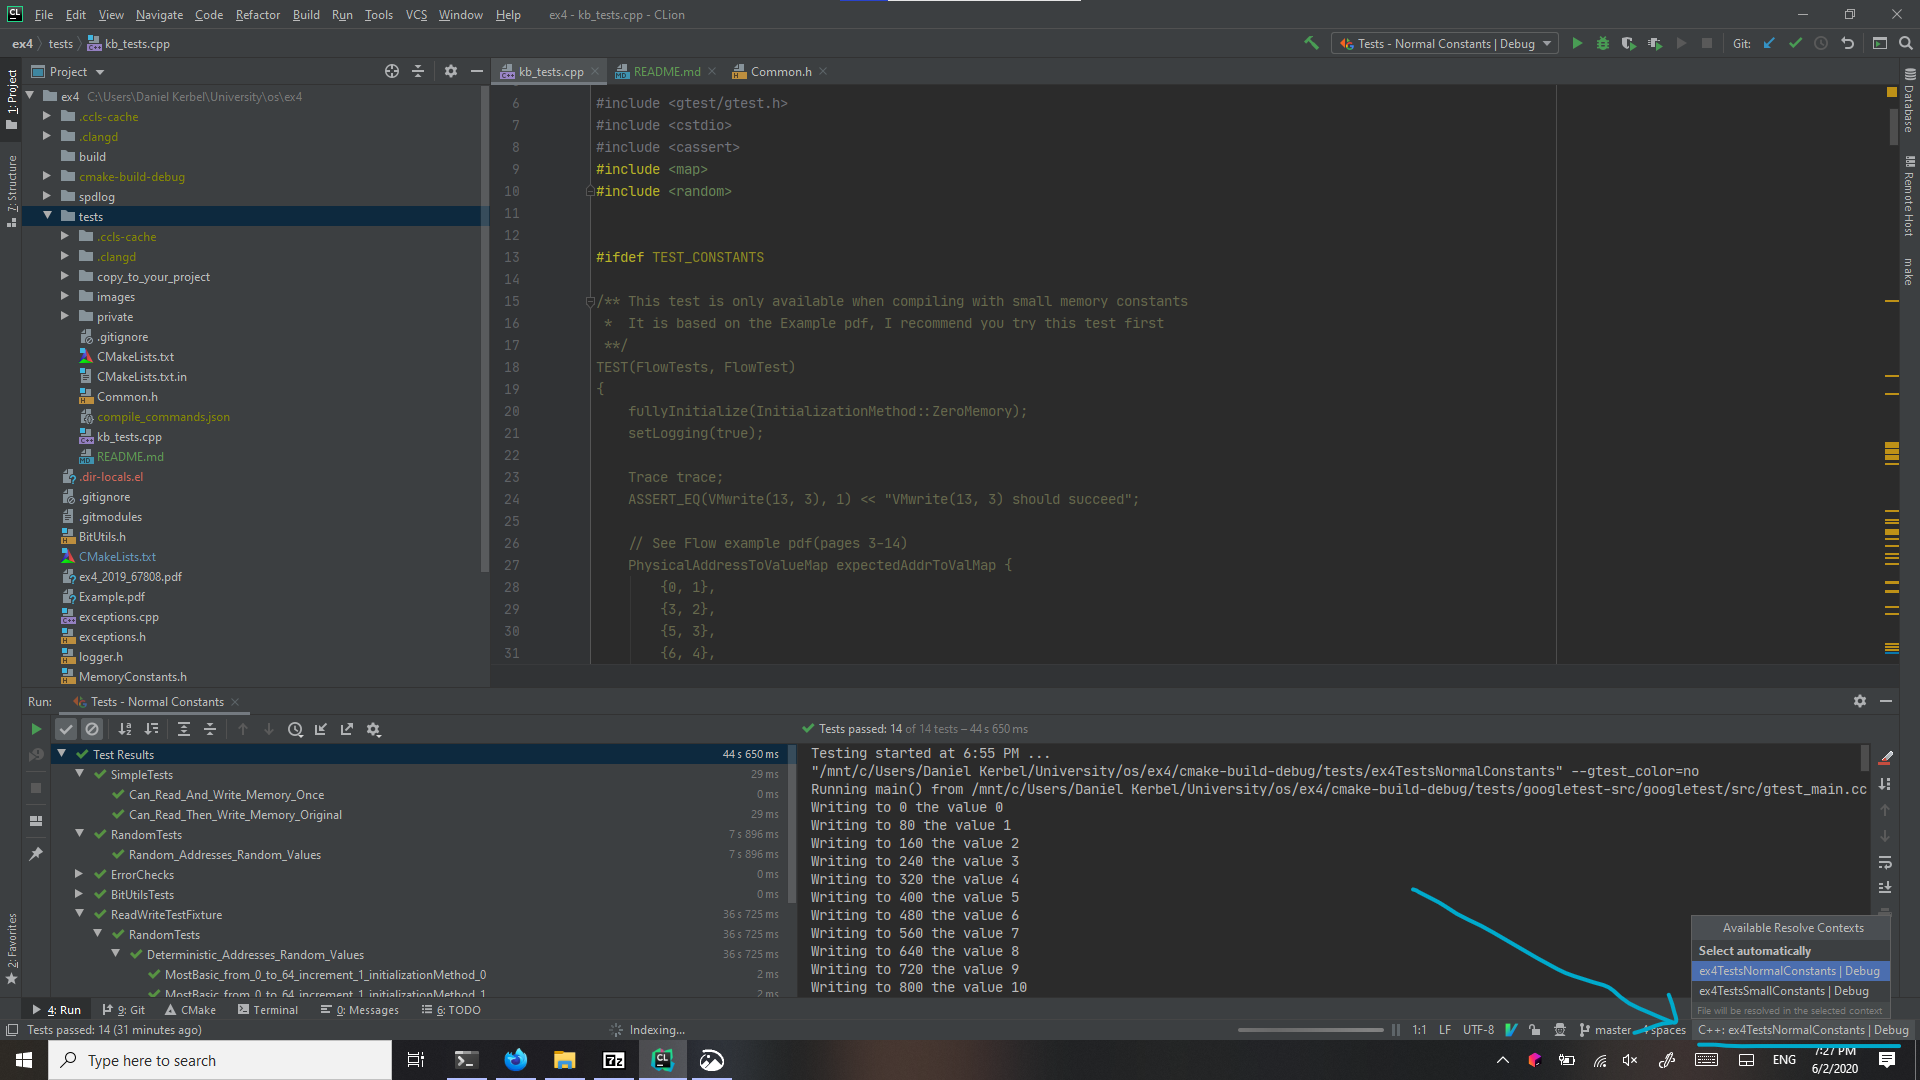 File Edit View Navigate Code Refactor Build Run Tools VCS Window Help ex4 - kb_tests.cpp - CLion
ex4 tests kb_tests.cpp Tests - Normal Constants | Debug Git:
Project
kb_tests.cpp README.md Common.h
1: Project
7: Structure
2: Favorites
ex4 C:\Users\Daniel Kerbel\University\os\ex4
.ccls-cache
.clangd
build
cmake-build-debug
spdlog
tests
.ccls-cache
.clangd
copy_to_your_project
images
private
.gitignore
CMakeLists.txt
CMakeLists.txt.in
Common.h
compile_commands.json
kb_tests.cpp
README.md
.dir-locals.el
.gitignore
.gitmodules
BitUtils.h
CMakeLists.txt
ex4_2019_67808.pdf
Example.pdf
exceptions.cpp
exceptions.h
logger.h
MemoryConstants.h
6 #include <gtest/gtest.h>
7 #include <cstdio>
8 #include <cassert>
9 #include <map>
10 #include <random>
11
12
13 #ifdef TEST_CONSTANTS
14
15 /** This test is only available when compiling with small memory constants
16 * It is based on the Example pdf, I recommend you try this test first
17 **/
18 TEST(FlowTests, FlowTest)
19 {
20 fullyInitialize(InitializationMethod::ZeroMemory);
21 setLogging(true);
22
23 Trace trace;
24 ASSERT_EQ(VMwrite(13, 3), 1) << "VMwrite(13, 3) should succeed";
25
26 // See Flow example pdf(pages 3-14)
27 PhysicalAddressToValueMap expectedAddrToValMap {
28 {0, 1},
29 {3, 2},
30 {5, 3},
31 {6, 4},
Database
Remote Host
make
Run: Tests - Normal Constants
Tests passed: 14 of 14 tests – 44 s 650 ms
Test Results 44 s 650 ms
SimpleTests 29 ms
Can_Read_And_Write_Memory_Once 0 ms
Can_Read_Then_Write_Memory_Original 29 ms
RandomTests 7 s 896 ms
Random_Addresses_Random_Values 7 s 896 ms
ErrorChecks 0 ms
BitUtilsTests 0 ms
ReadWriteTestFixture 36 s 725 ms
RandomTests 36 s 725 ms
Deterministic_Addresses_Random_Values 36 s 725 ms
MostBasic_from_0_to_64_increment_1_initializationMethod_0 2 ms
MostBasic_from_0_to_64_increment_1_initializationMethod_1 2 ms
Testing started at 6:55 PM ...
"/mnt/c/Users/Daniel Kerbel/University/os/ex4/cmake-build-debug/tests/ex4TestsNormalConstants" --gtest_color=no
Running main() from /mnt/c/Users/Daniel Kerbel/University/os/ex4/cmake-build-debug/tests/googletest-src/googletest/src/gtest_main.cc
Writing to 0 the value 0
Writing to 80 the value 1
Writing to 160 the value 2
Writing to 240 the value 3
Writing to 320 the value 4
Writing to 400 the value 5
Writing to 480 the value 6
Writing to 560 the value 7
Writing to 640 the value 8
Writing to 720 the value 9
Writing to 800 the value 10
Available Resolve Contexts
Select automatically
ex4TestsNormalConstants | Debug
ex4TestsSmallConstants | Debug
File will be resolved in the selected context
4: Run 9: Git CMake Terminal 0: Messages 6: TODO
Tests passed: 14 (31 minutes ago) Indexing... 1:1 LF UTF-8 master 4 spaces C++: ex4TestsNormalConstants | Debug
Type here to search ENG 7:27 PM
6/2/2020